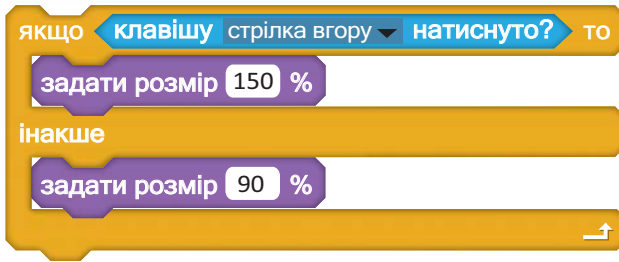 якщо клавішу стрілка вгору натиснуто? то
задати розмір 150 %
інакше
задати розмір 90 %